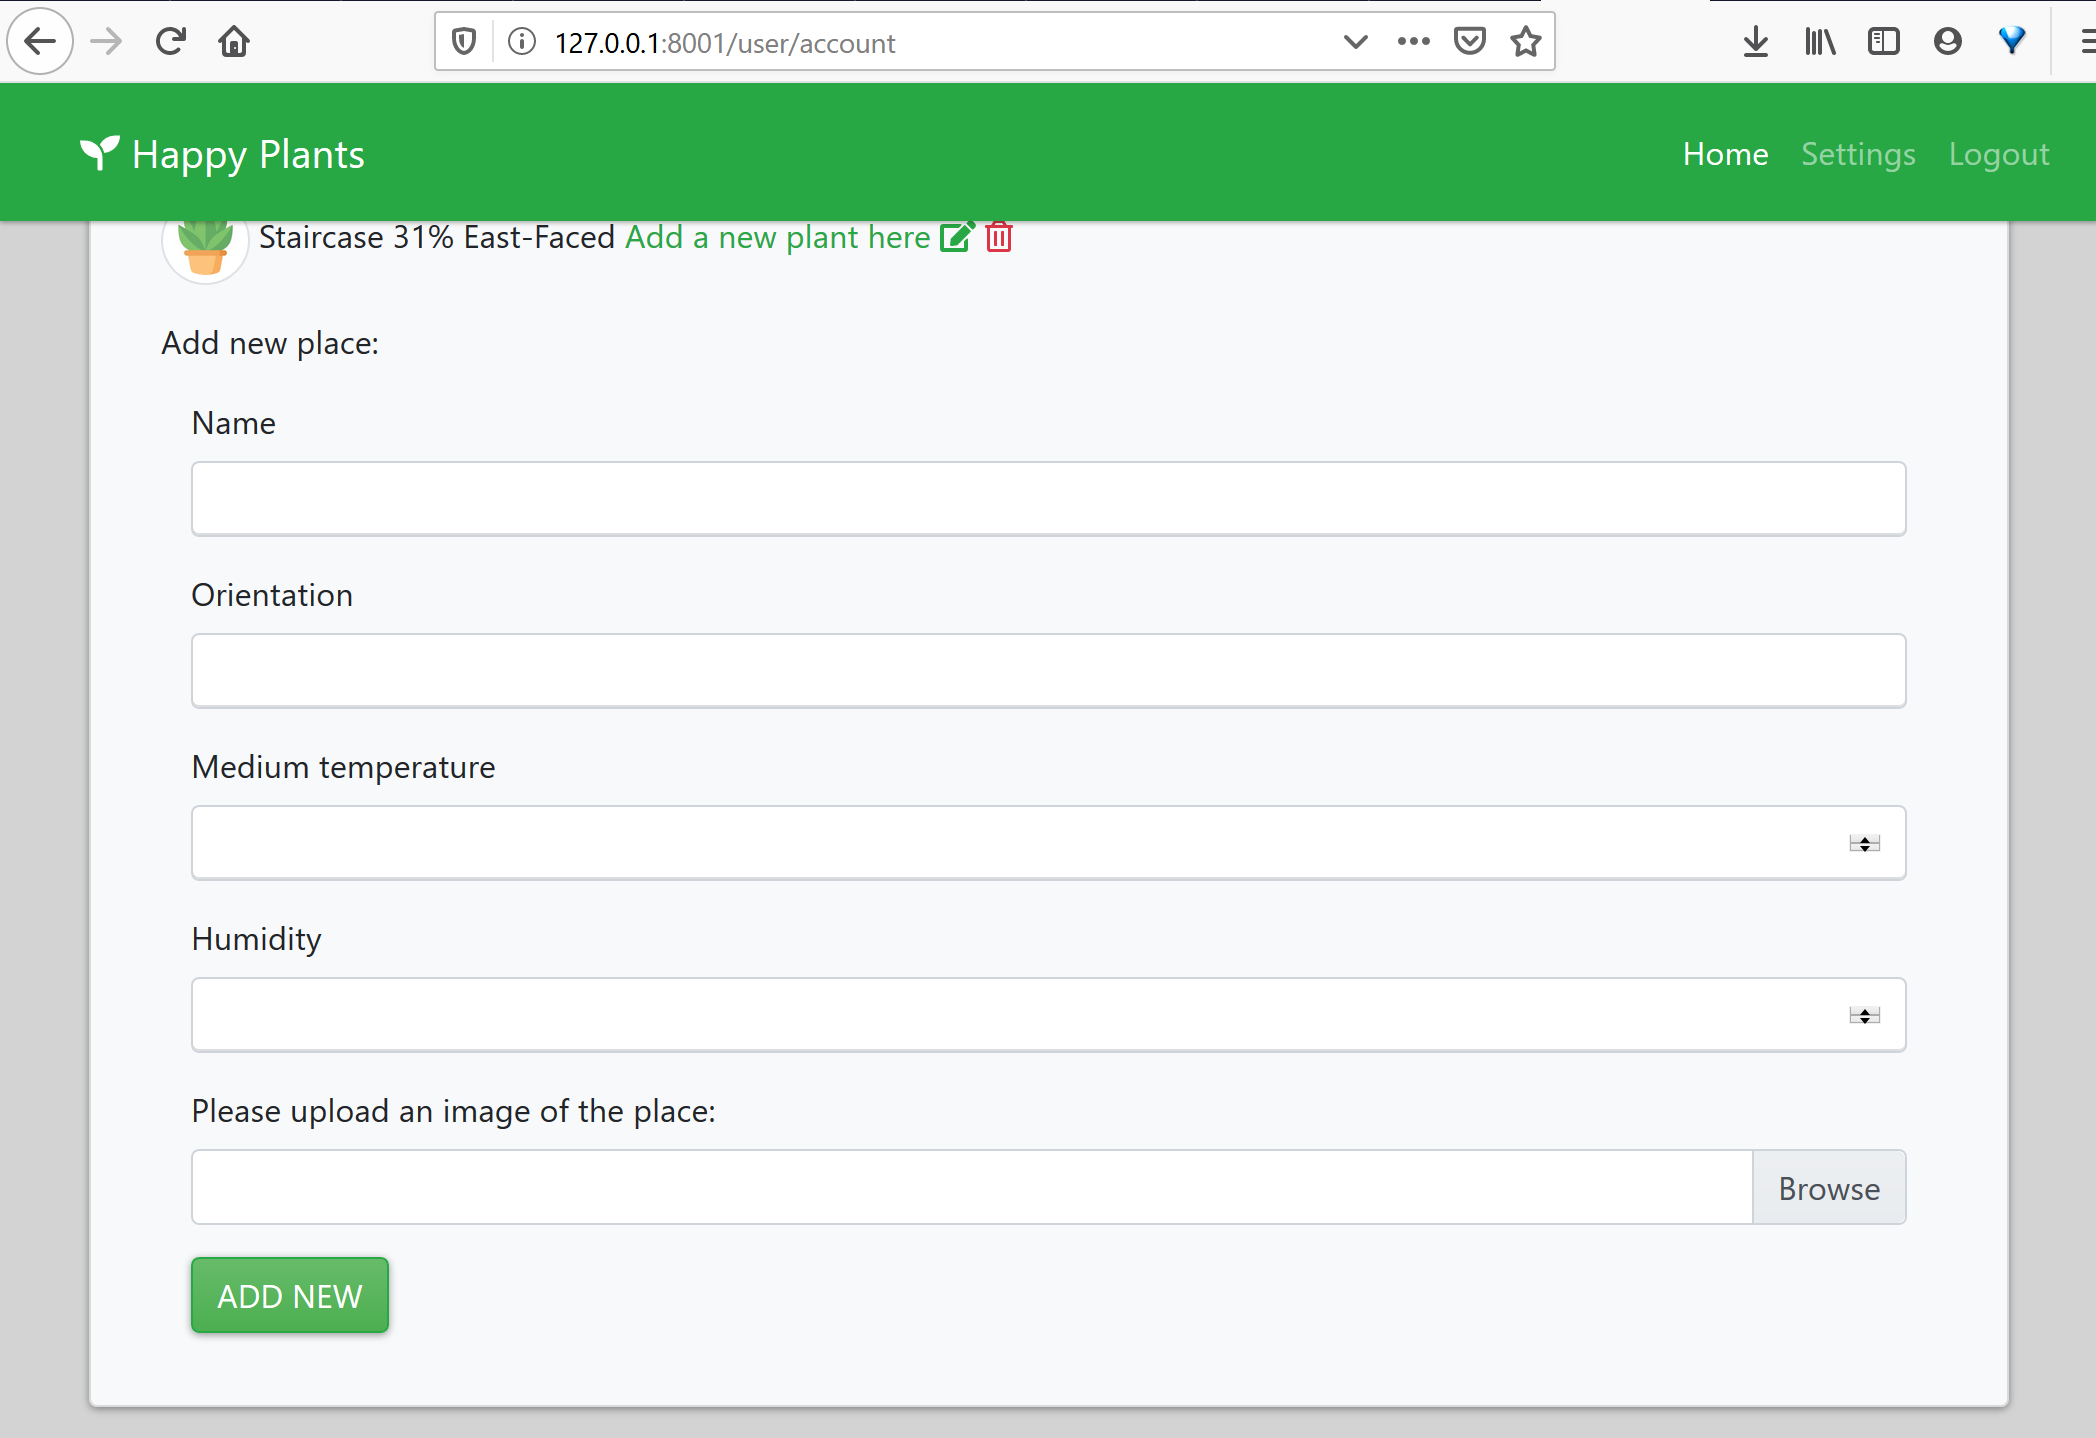 127.0.0.1:8001/user/account
Happy Plants
Home Settings Logout
Staircase 31% East-Faced Add a new plant here
Add new place:
Name
Orientation
Medium temperature
Humidity
Please upload an image of the place:
Browse
ADD NEW